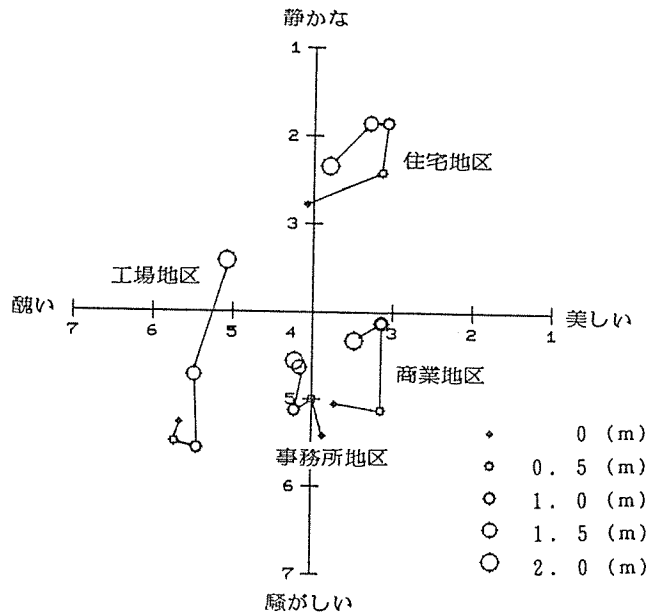 静かな
1
2
住宅地区
3
工場地区
醜い
美しい
7 6 5 4 3 2 1
商業地区
5
事務所地区
6
7
騒がしい
0 (m)
0.5 (m)
1.0 (m)
1.5 (m)
2.0 (m)